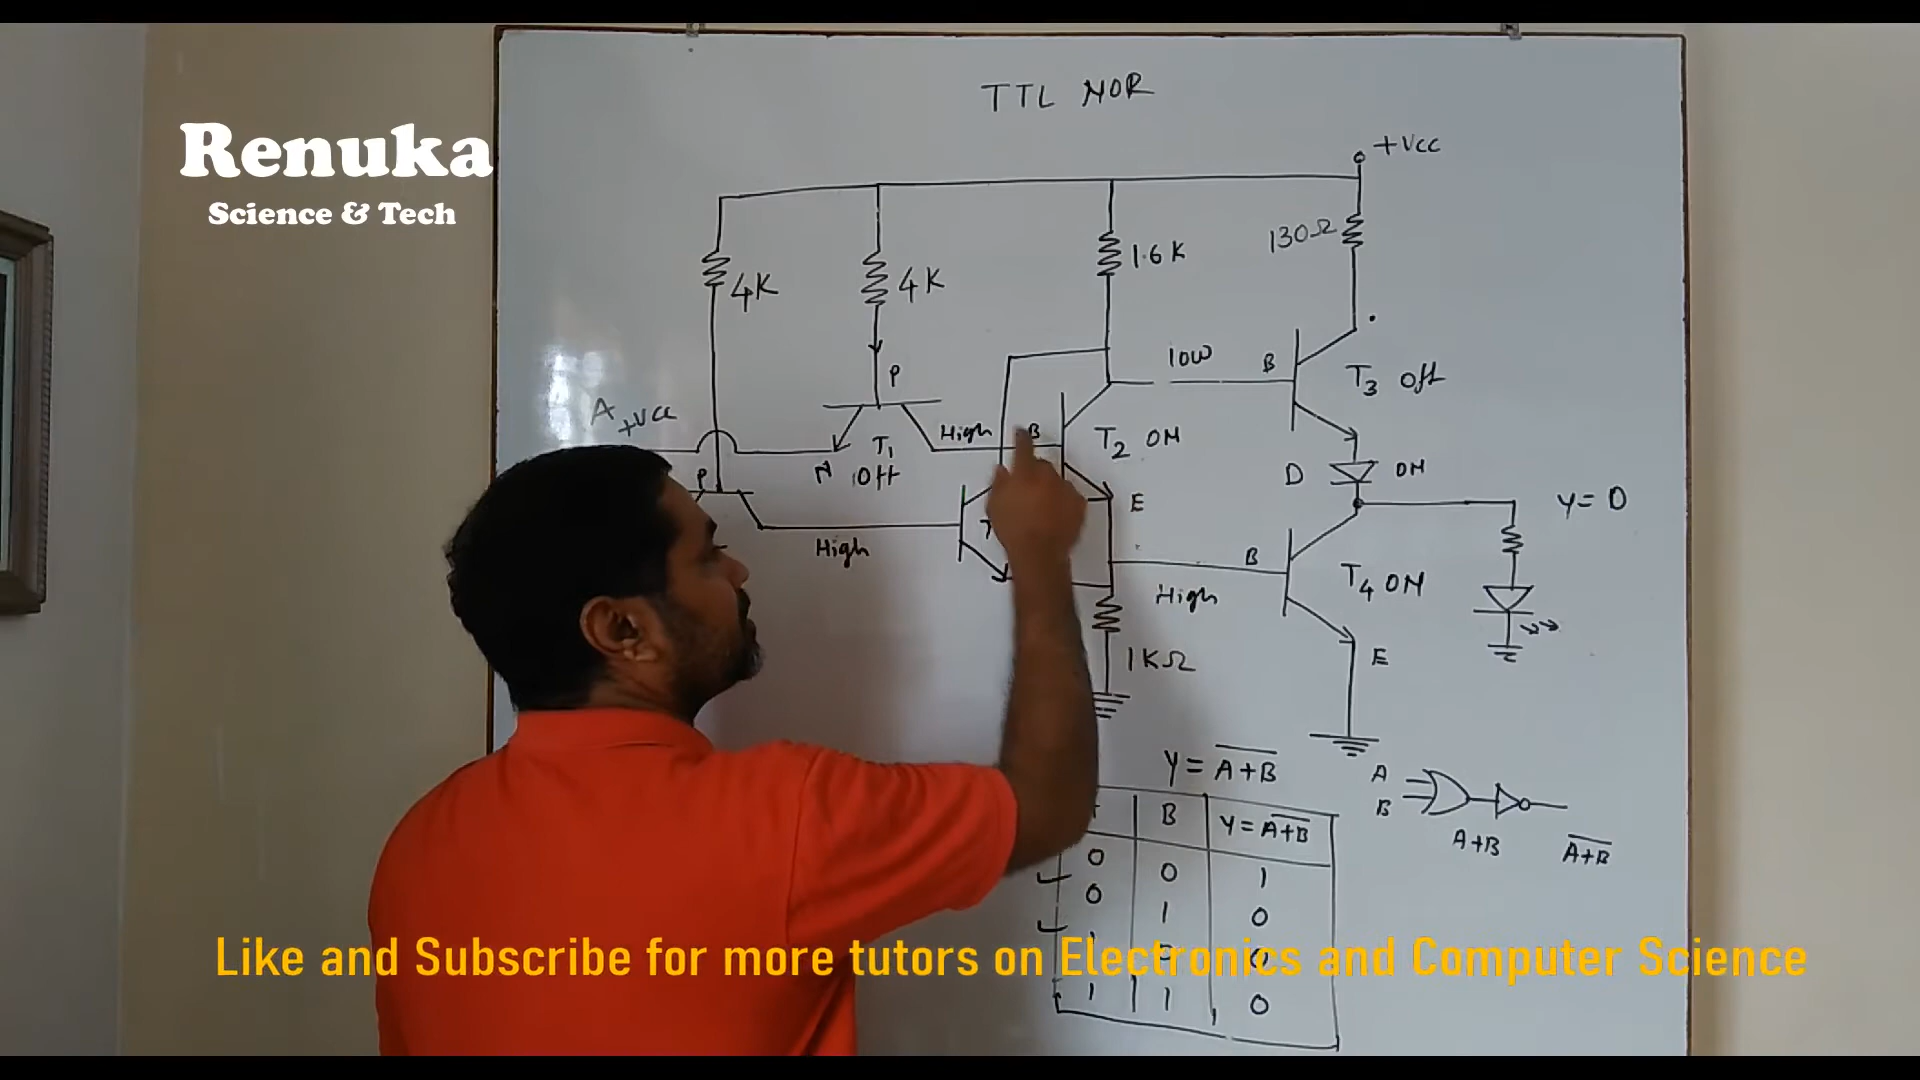 TTL NOR
Renuka
Science & Tech
+Vcc
130Ω
1.6K
4K
4K
low
B
T3 Off
P
A
+Vcc
High
B
T2 ON
T1
Off
N
P
D
ON
E
Y= 0
High
T
B
T4 ON
High
1KΩ
E
Y = A+B
A
B
A+B
A+B
B
Y = A+B
0
0
1
0
1
0
Like and Subscribe for more tutors on Electronics and Computer Science
1
1
0